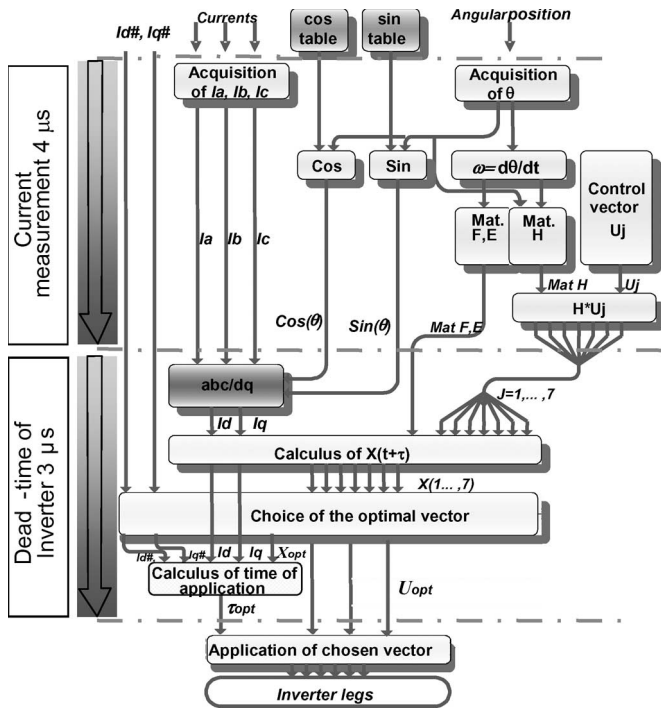 Id#, Iq#
Currents
cos table
sin table
Angularposition
Current measurement 4 µs
Acquisition of Ia, Ib, Ic
Acquisition of θ
Cos
Sin
ω=dθ/dt
Control vector Uj
Mat. F,E
Mat. H
Ia
Ib
Ic
Mat H
Uj
H*Uj
Cos(θ)
Sin(θ)
Mat F,E
Dead -time of Inverter 3 µs
abc/dq
J=1,... ,7
Id
Iq
Calculus of X(t+τ)
X(1... ,7)
Choice of the optimal vector
Id#,
Iq#
Id
Iq
Xopt
Calculus of time of application
τopt
Uopt
Application of chosen vector
Inverter legs